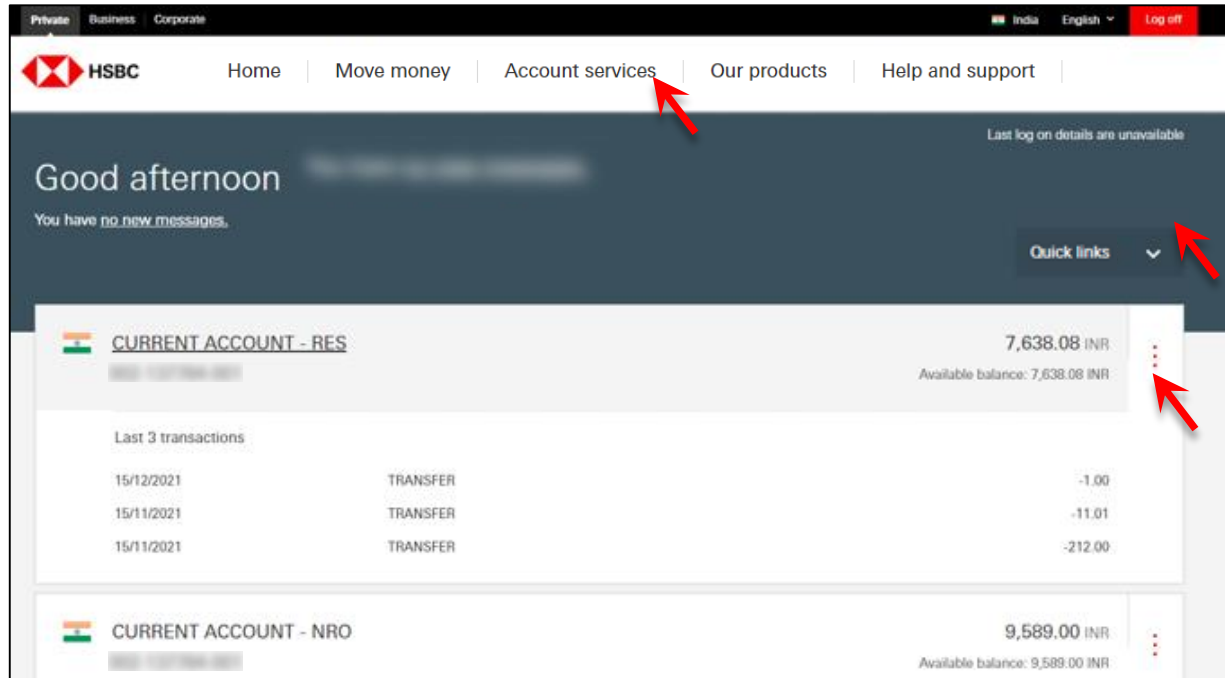 Private Business Corporate India English Log off
HSBC Home Move money Account services Our products Help and support
Last log on details are unavailable
Good afternoon
You have no new messages.
Quick links
CURRENT ACCOUNT - RES 7,638.08 INR
Available balance: 7,638.08 INR
Last 3 transactions
15/12/2021 TRANSFER -1.00
15/11/2021 TRANSFER -11.01
15/11/2021 TRANSFER -212.00
CURRENT ACCOUNT - NRO 9,589.00 INR
Available balance: 9,589.00 INR